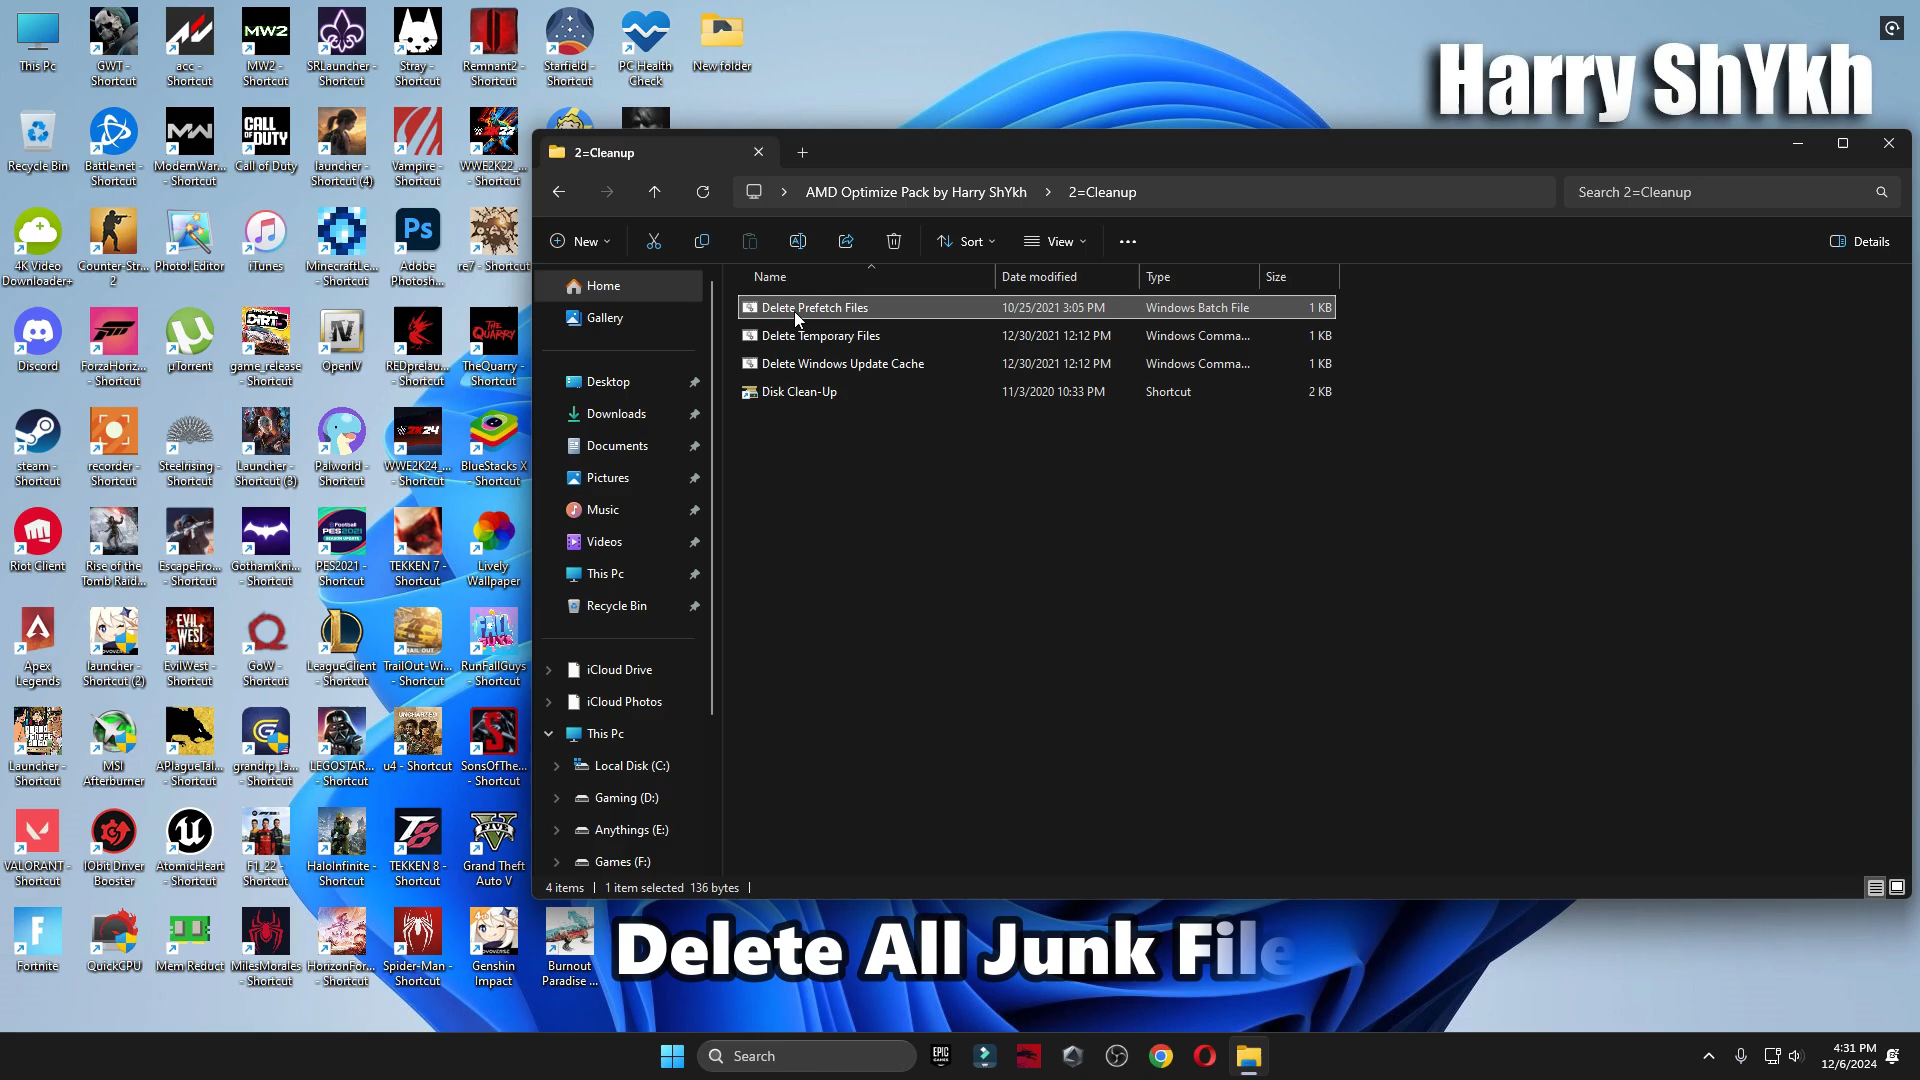 This Pc
GWT - Shortcut
acc - Shortcut
MW2
MW2 - Shortcut
SRLauncher - Shortcut
Stray - Shortcut
Remnant2 - Shortcut
Starfield - Shortcut
PC Health Check
New folder
Harry ShYkh
Recycle Bin
Battle.net - Shortcut
ModernWar... - Shortcut
CALL OF DUTY
Call of Duty
launcher - Shortcut (4)
Vampire - Shortcut
WWE2K22_... - Shortcut
4K Video Downloader+
Counter-Str... 2
Photo! Editor
iTunes
MinecraftLe... - Shortcut
Ps
Adobe Photosh...
re7 - Shortcut
Discord
ForzaHoriz... - Shortcut
µTorrent
game_release - Shortcut
OpenIV
REDprelau... - Shortcut
TheQuarry - Shortcut
steam - Shortcut
recorder - Shortcut
Steelrising - Shortcut
Launcher - Shortcut (3)
Palworld - Shortcut
WWE2K24_... - Shortcut
BlueStacks X - Shortcut
Riot Client
Rise of the Tomb Raid...
EscapeFro... - Shortcut
GothamKni... - Shortcut
PES2021 - Shortcut
TEKKEN 7 - Shortcut
Lively Wallpaper
Apex Legends
launcher - Shortcut (2)
EvilWest - Shortcut
GoW - Shortcut
LeagueClient - Shortcut
TrailOut-Wi... - Shortcut
RunFallGuys - Shortcut
Launcher - Shortcut
MSI Afterburner
APlagueTal... - Shortcut
grandrp_la... - Shortcut
LEGOSTAR... - Shortcut
u4 - Shortcut
SonsOfThe... - Shortcut
VALORANT - Shortcut
IObit Driver Booster
AtomicHeart - Shortcut
F1_22 - Shortcut
HaloInfinite - Shortcut
TEKKEN 8 - Shortcut
Grand Theft Auto V
Fortnite
QuickCPU
Mem Reduct
MilesMorales - Shortcut
HorizonFor... - Shortcut
Spider-Man - Shortcut
Genshin Impact
Burnout Paradise ...
2=Cleanup
AMD Optimize Pack by Harry ShYkh > 2=Cleanup
Search 2=Cleanup
New
Sort
View
Details
Home
Gallery
Desktop
Downloads
Documents
Pictures
Music
Videos
This Pc
Recycle Bin
iCloud Drive
iCloud Photos
This Pc
Local Disk (C:)
Gaming (D:)
Anythings (E:)
Games (F:)
Name Date modified Type Size
Delete Prefetch Files 10/25/2021 3:05 PM Windows Batch File 1 KB
Delete Temporary Files 12/30/2021 12:12 PM Windows Comma... 1 KB
Delete Windows Update Cache 12/30/2021 12:12 PM Windows Comma... 1 KB
Disk Clean-Up 11/3/2020 10:33 PM Shortcut 2 KB
4 items 1 item selected 136 bytes
Delete All Junk File
Search
EPIC GAMES
4:31 PM
12/6/2024